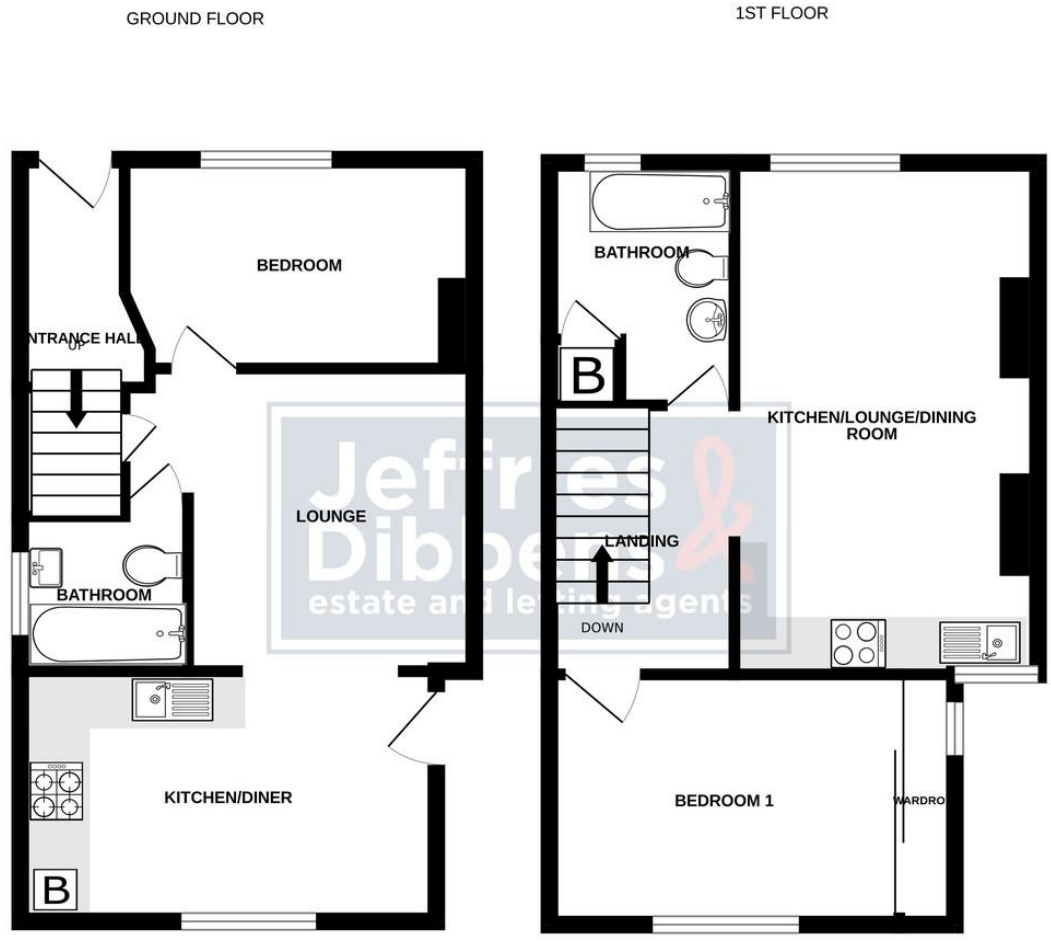 GROUND FLOOR
1ST FLOOR
BEDROOM
BATHROOM
NTRANCE HALL
UP
B
KITCHEN/LOUNGE/DINING
ROOM
Jeffries &
LOUNGE
LANDING
Dibbens
BATHROOM
estate and letting agents
DOWN
KITCHEN/DINER
BEDROOM 1
WARDRO
B